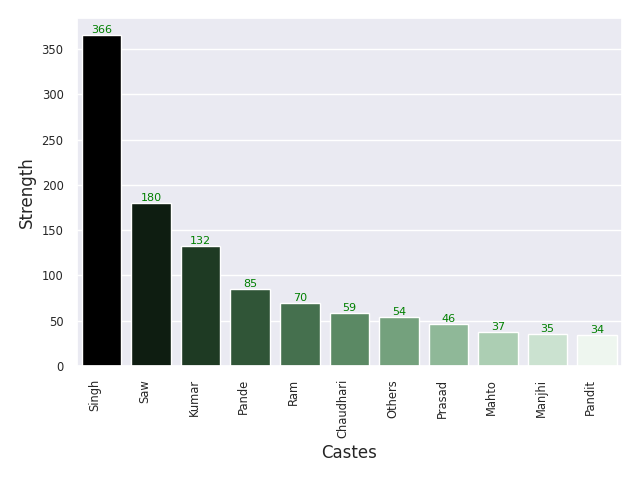 366
350
300
250
200
150
100
50
0
180
132
85
70
59
54
46
37
35
34
Strength
Singh
Saw
Kumar
Pande
Ram
Chaudhari
Others
Prasad
Mahto
Manjhi
Pandit
Castes